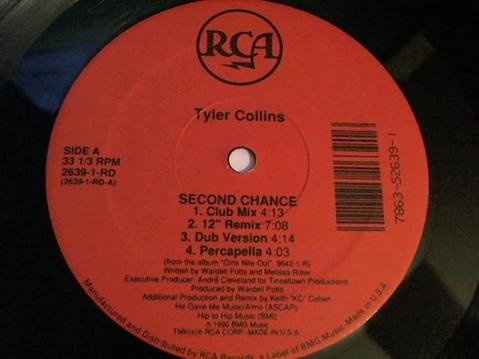 RCA
Tyler Collins
SIDE A
33 1/3 RPM
2639-1-RD
(2639-1-RD-A)
7863-52639-1
SECOND CHANCE
1. Club Mix 4:13
2. 12" Remix 7:08
3. Dub Version 4:14
4. Percapella 4:03
(from the album "Girls Nite Out", 9642-1-R)
Written by Wardell Potts and Melissa Ritter
Executive Producer: André Cleveland for Tinseltown Productions
Produced by Wardell Potts
Additional Production and Remix by Keith "KC" Cohen
He Gave Me Music/Almo (ASCAP);
Hip to Hip Music (BMI)
℗ 1990 BMG Music
TMK(s)® RCA CORP. MADE IN U.S.A
Manufactured and Distributed by RCA Records, a Label of BMG Music-Made in U.S.A